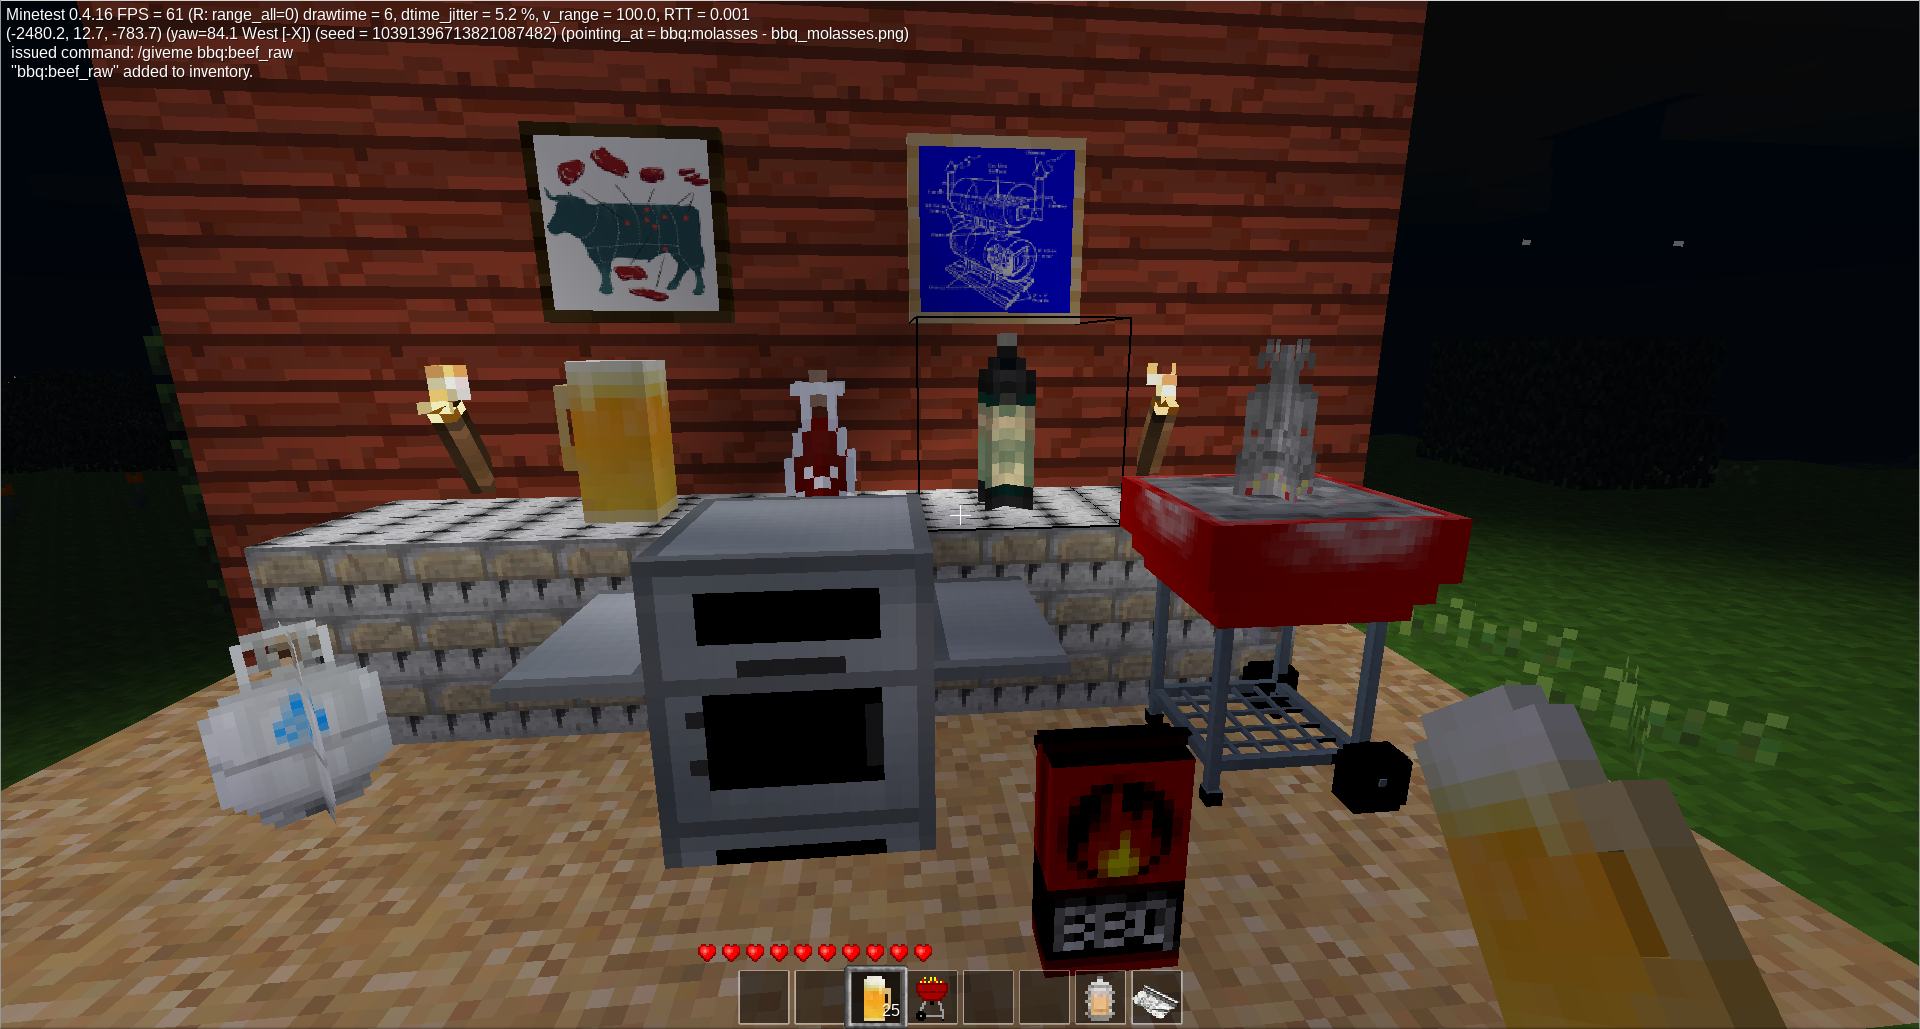 Minetest 0.4.16 FPS = 61 (R: range_all=0) drawtime = 6, dtime_jitter = 5.2 %, v_range = 100.0, RTT = 0.001
(-2480.2, 12.7, -783.7) (yaw=84.1 West [-X]) (seed = 10391396713821087482) (pointing_at = bbq:molasses - bbq_molasses.png)
issued command: /giveme bbq:beef_raw
"bbq:beef_raw" added to inventory.
25